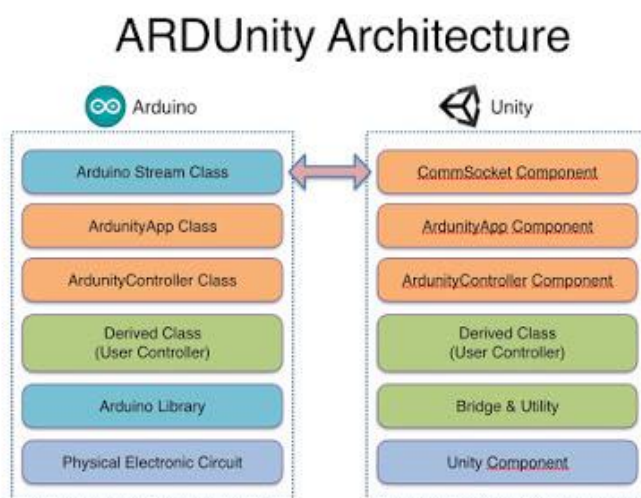 ARDUnity Architecture
Arduino
Unity
Arduino Stream Class
ArdunityApp Class
ArdunityController Class
Derived Class
(User Controller)
Arduino Library
Physical Electronic Circuit
CommSocket Component
ArdunityApp Component
ArdunityController Component
Derived Class
(User Controller)
Bridge & Utility
Unity Component